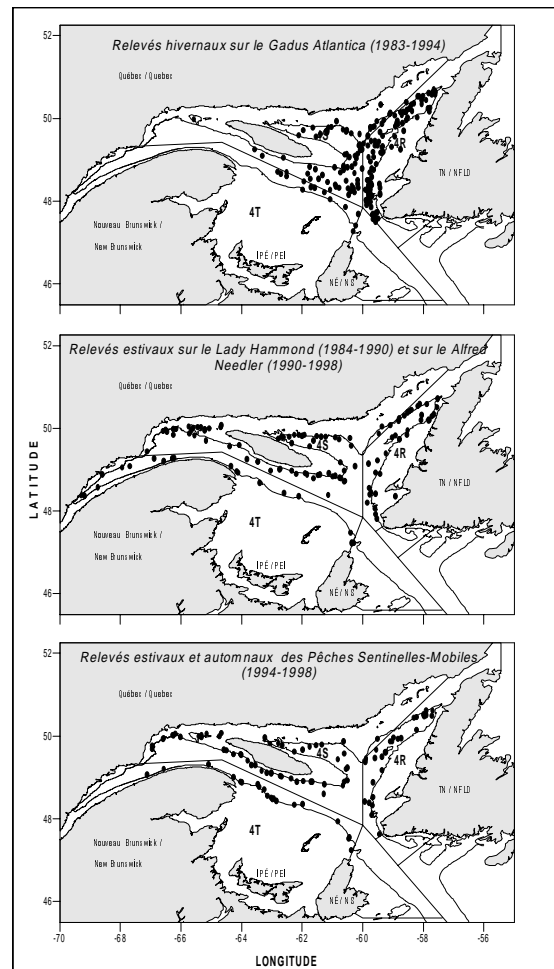 52
50
48
46
Relevés hivernaux sur le Gadus Atlantica (1983-1994)
Québec / Quebec
4S
4R
TN / NFLD
4T
Nouveau Brunswick /
New Brunswick
IPÉ / PEI
NÉ / NS
52
50
48
46
Relevés estivaux sur le Lady Hammond (1984-1990) et sur le Alfred
Needler (1990-1998)
Québec / Quebec
4S
4R
TN / NFLD
4T
Nouveau Brunswick /
New Brunswick
IPÉ / PEI
NÉ / NS
LATITUDE
52
50
48
46
Relevés estivaux et automnaux des Pêches Sentinelles-Mobiles
(1994-1998)
Québec / Quebec
4S
4R
TN / NFLD
4T
Nouveau Brunswick /
New Brunswick
IPÉ / PEI
NÉ / NS
-70 -68 -66 -64 -62 -60 -58 -56
LONGITUDE